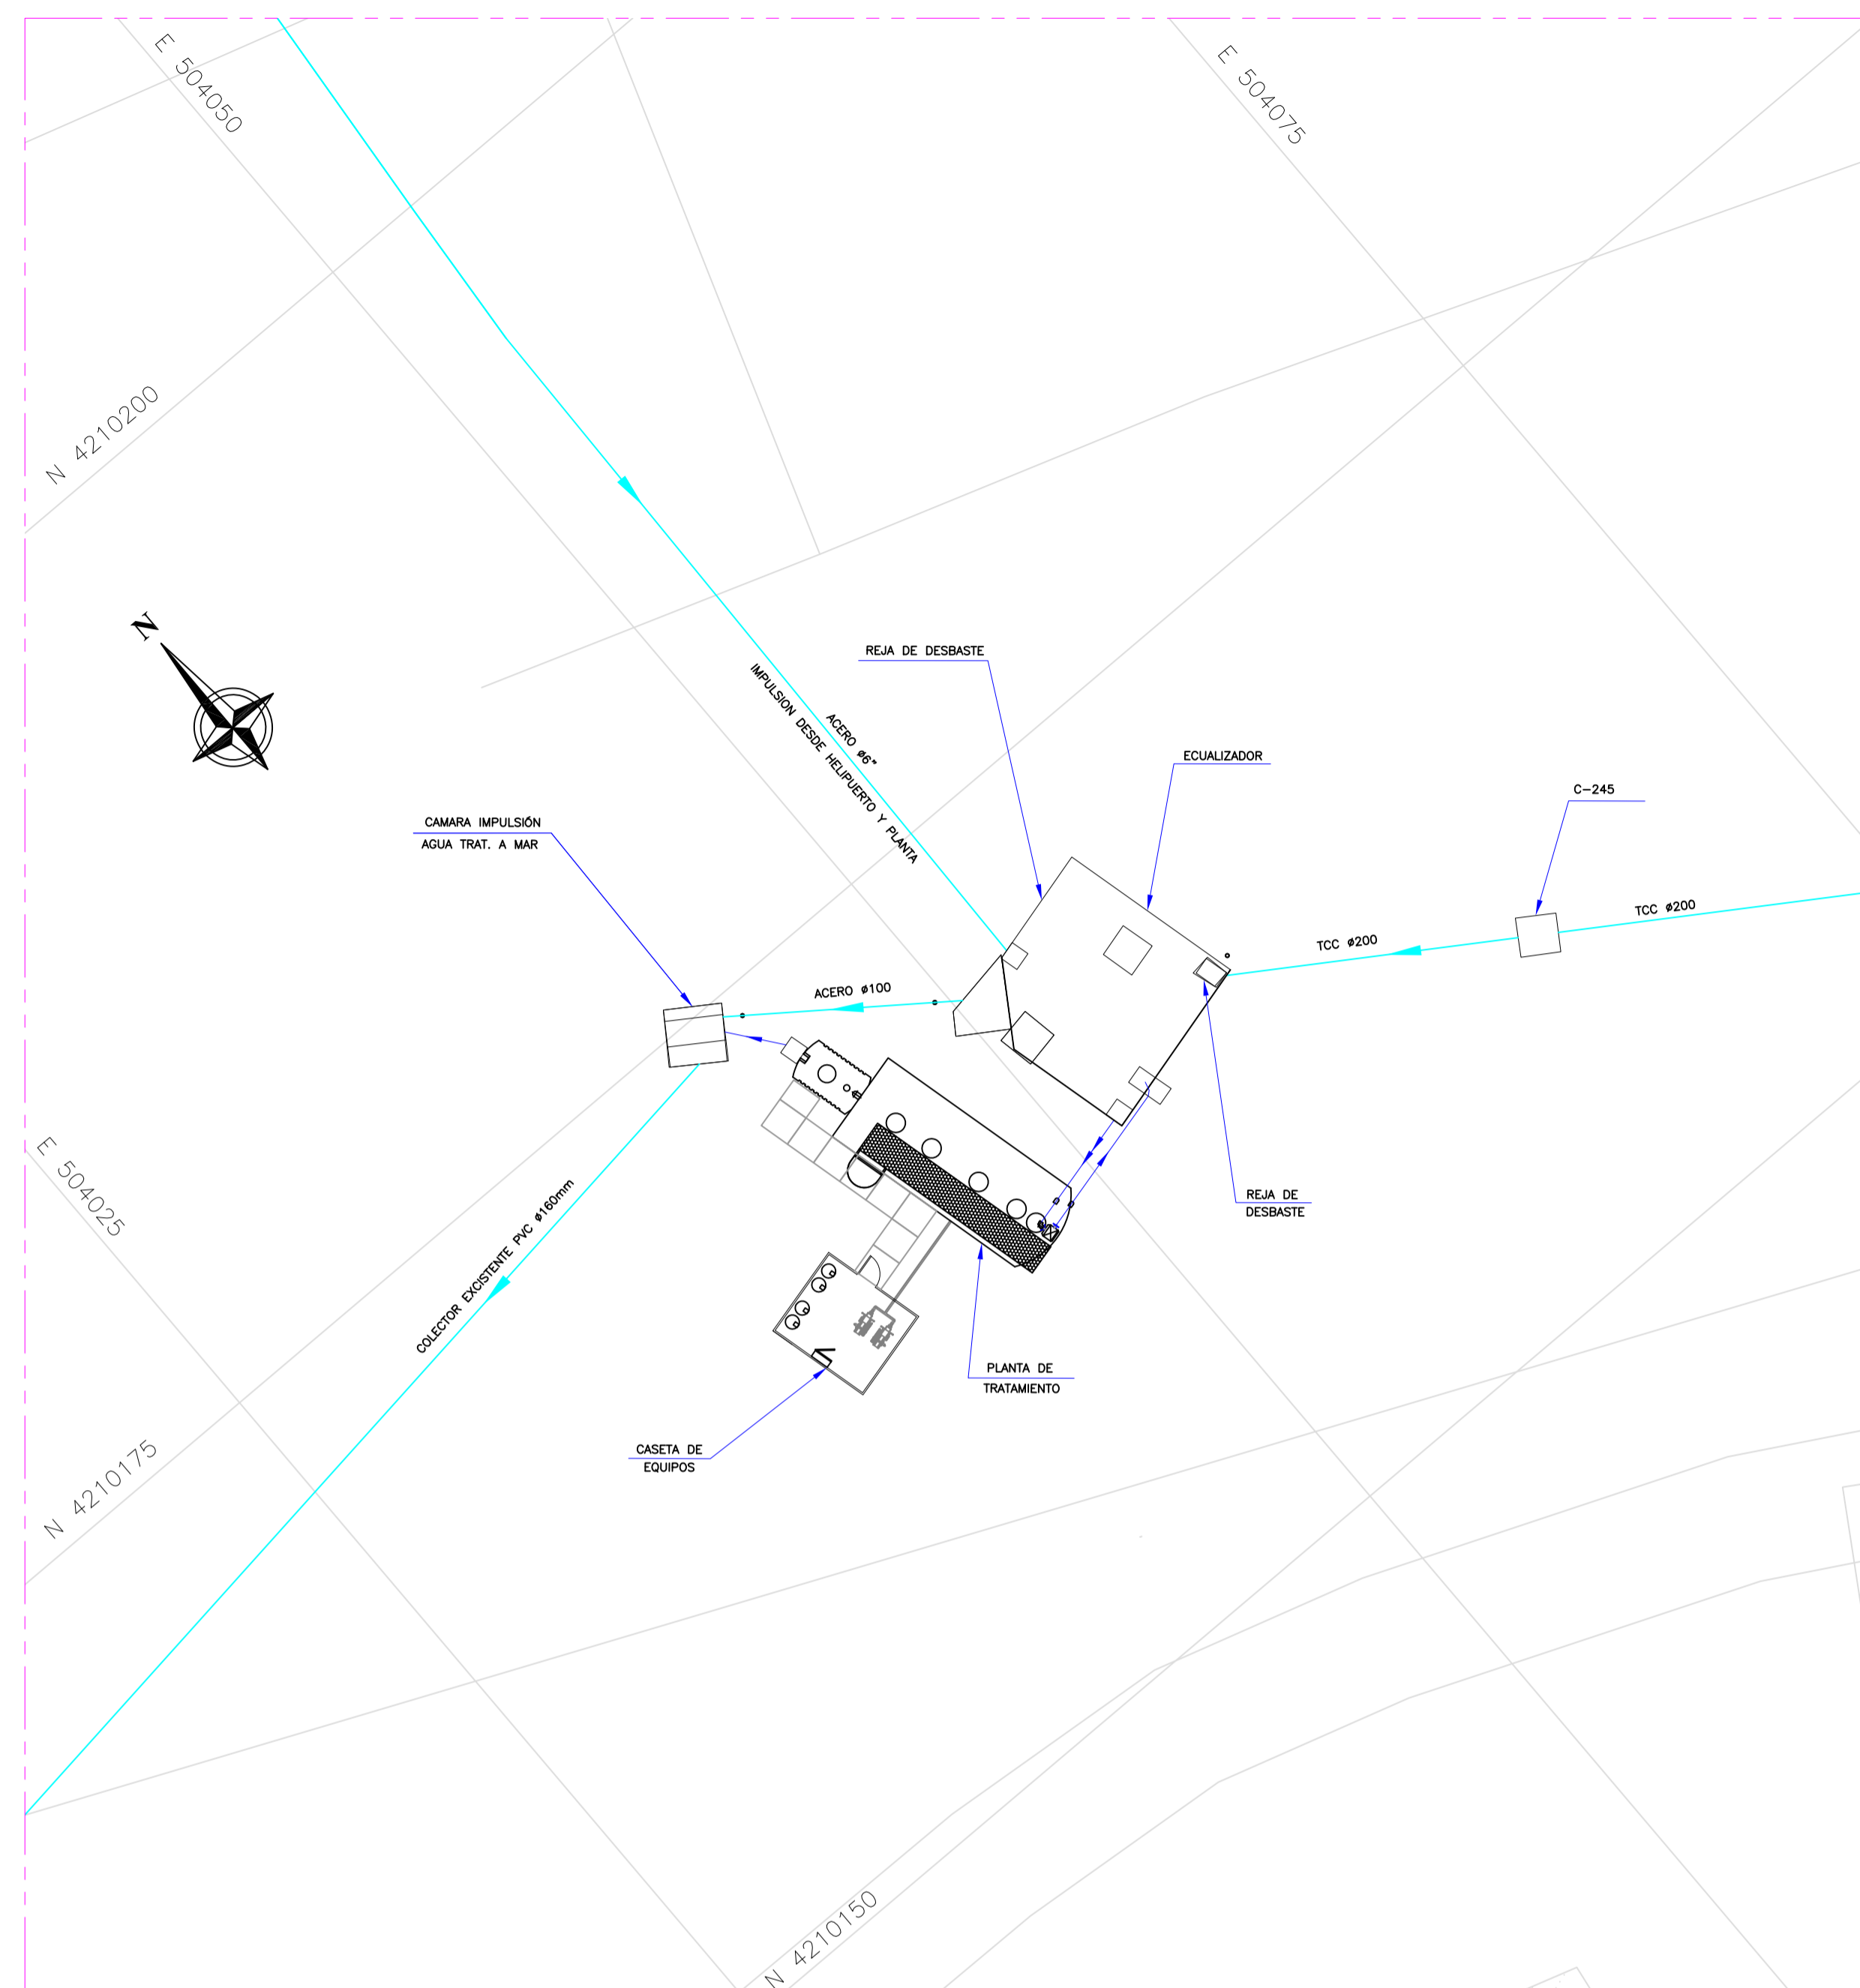 E 504050
E 504075
N 4210200
N
REJA DE DESBASTE
IMPULSION DESDE HELIPUERTO Y PLANTA
ACERO ø6"
ECUALIZADOR
C-245
CAMARA IMPULSIÓN
AGUA TRAT. A MAR
TCC ø200
TCC ø200
ACERO ø100
E 504025
COLECTOR EXCISTENTE PVC ø160mm
REJA DE
DESBASTE
PLANTA DE
TRATAMIENTO
CASETA DE
EQUIPOS
N 4210175
N 4210150